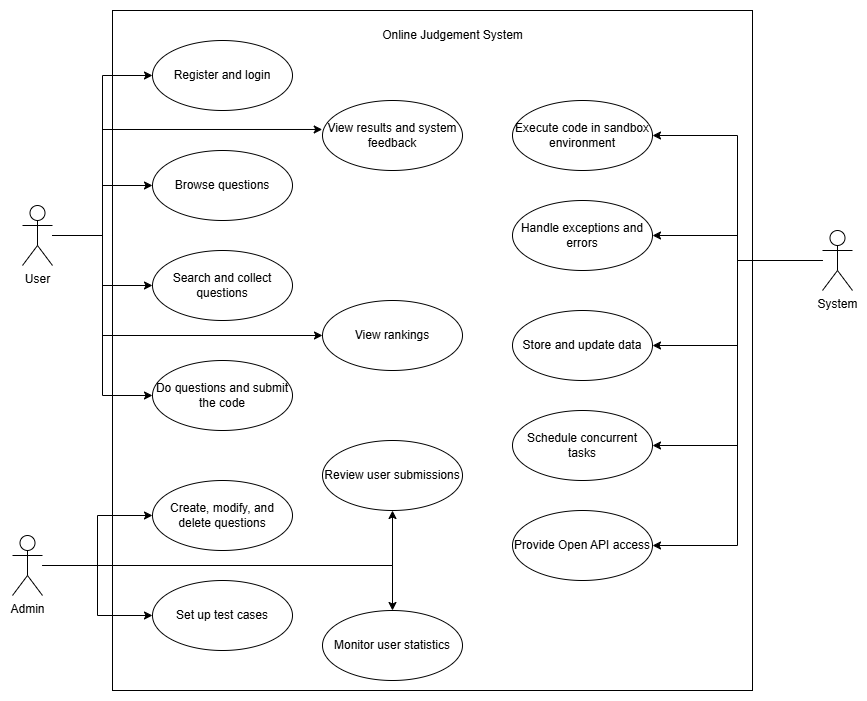 Online Judgement System
Register and login
View results and system
feedback
Execute code in sandbox
environment
Browse questions
Handle exceptions and
errors
User
Search and collect
questions
System
View rankings
Store and update data
Do questions and submit
the code
Schedule concurrent
tasks
Review user submissions
Create, modify, and
delete questions
Provide Open API access
Admin
Set up test cases
Monitor user statistics